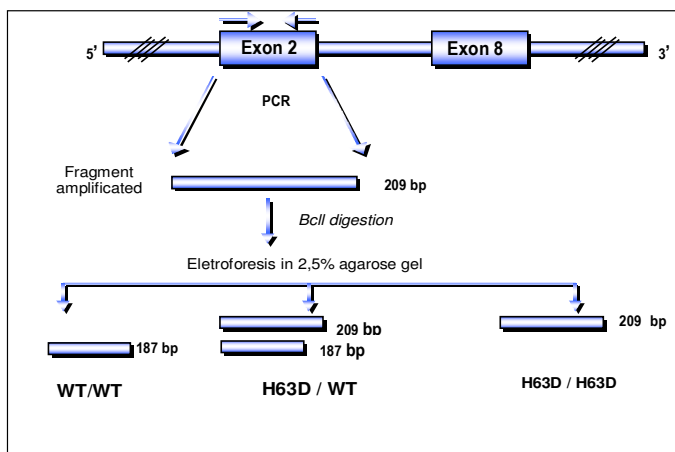 5’ Exon 2 Exon 8 3’
PCR
Fragment
amplificated
209 bp
BclI digestion
Eletroforesis in 2,5% agarose gel
187 bp
209 bp
187 bp
209 bp
WT/WT
H63D / WT
H63D / H63D